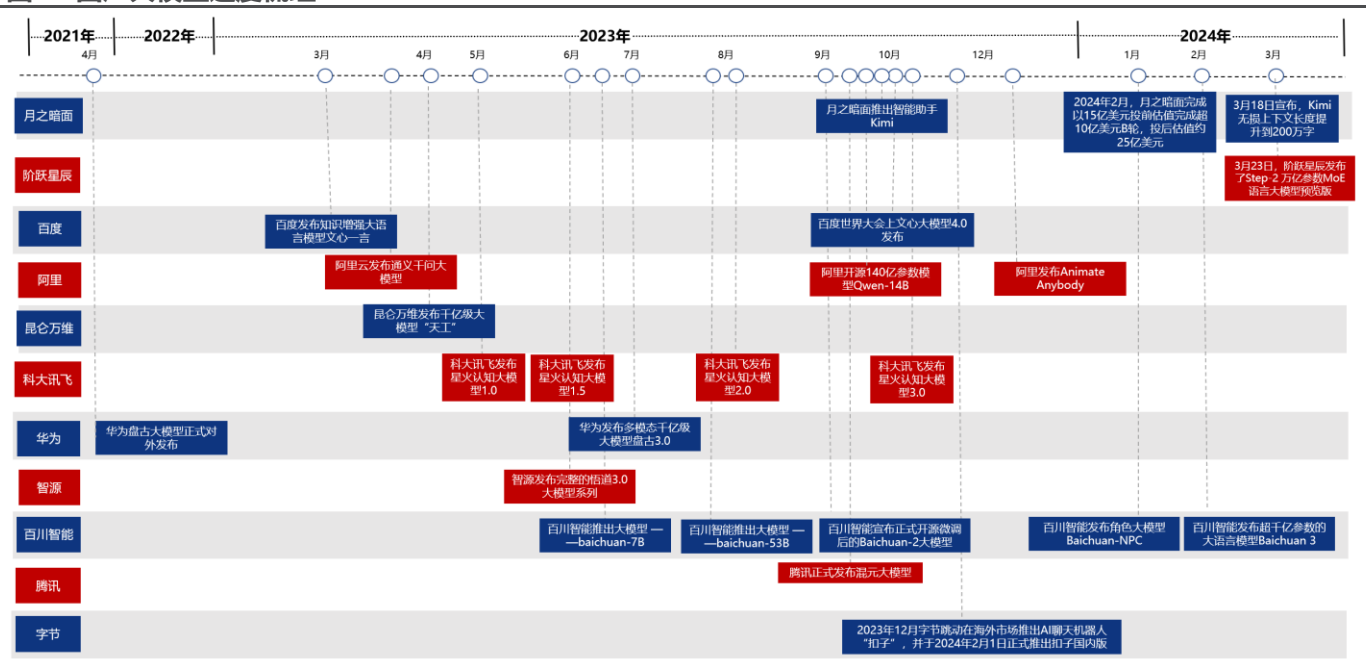 2021年
2022年
2023年
2024年
4月
3月
4月
5月
6月
7月
8月
9月
10月
12月
1月
2月
3月
月之暗面
月之暗面推出智能助手
Kimi
2024年2月，月之暗面完成
以15亿美元投前估值完成超
10亿美元B轮，投后估值约
25亿美元
3月18日宣布，Kimi
无损上下文长度提
升到200万字
阶跃星辰
3月23日，阶跃星辰发布
了Step-2 万亿参数MoE
语言大模型预览版
百度
百度发布知识增强大语
言模型文心一言
百度世界大会上文心大模型4.0
发布
阿里
阿里云发布通义千问大
模型
阿里开源140亿参数模
型Qwen-14B
阿里发布Animate
Anybody
昆仑万维
昆仑万维发布千亿级大
模型“天工”
科大讯飞
科大讯飞发布
星火认知大模
型1.0
科大讯飞发布
星火认知大模
型1.5
科大讯飞发布
星火认知大模
型2.0
科大讯飞发布
星火认知大模
型3.0
华为
华为盘古大模型正式对
外发布
华为发布多模态千亿级
大模型盘古3.0
智源
智源发布完整的悟道3.0
大模型系列
百川智能
百川智能推出大模型 —
—baichuan-7B
百川智能推出大模型 —
—baichuan-53B
百川智能宣布正式开源微调
后的Baichuan-2大模型
百川智能发布角色大模型
Baichuan-NPC
百川智能发布超千亿参数的
大语言模型Baichuan 3
腾讯
腾讯正式发布混元大模型
字节
2023年12月字节跳动在海外市场推出AI聊天机器人
“扣子”，并于2024年2月1日正式推出扣子国内版